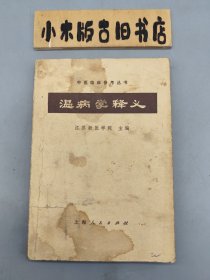 小木版古旧书店
中医临床参考丛书
温病学释义
江苏新医学院 主编
上海人民出版社